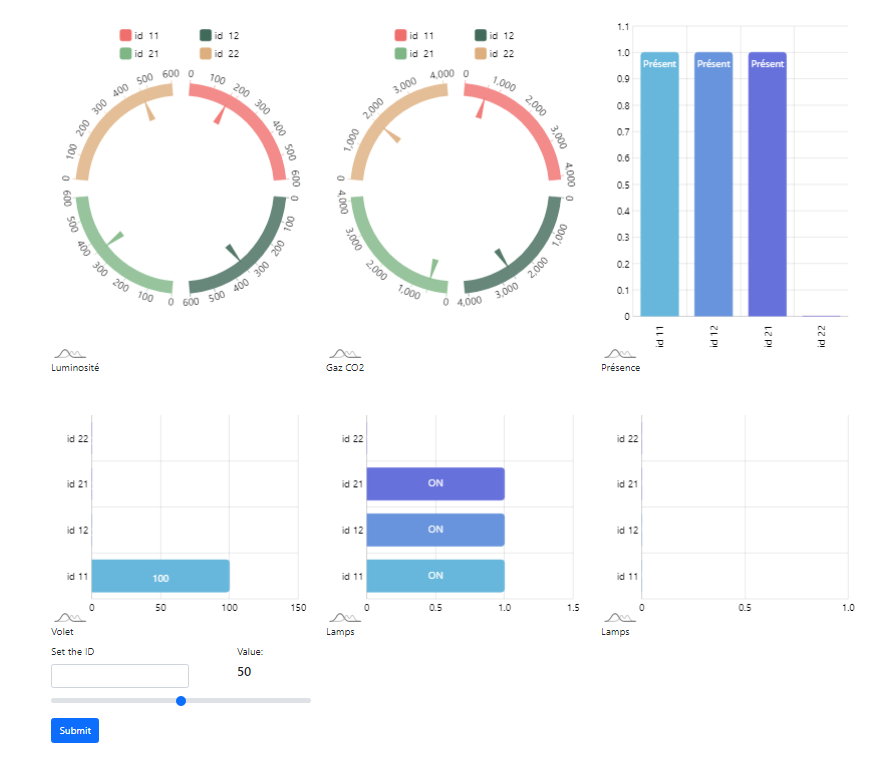 id 11 id 12
id 21 id 22
0 100 200 300 400 500 600
0 100 200 300 400 500 600
0 100 200 300 400 500 600
0 100 200 300 400 500 600
Luminosité
id 11 id 12
id 21 id 22
0 1,000 2,000 3,000 4,000
0 1,000 2,000 3,000 4,000
0 1,000 2,000 3,000 4,000
0 1,000 2,000 3,000 4,000
Gaz CO2
1.1
1.0
0.9
0.8
0.7
0.6
0.5
0.4
0.3
0.2
0.1
0
Présent Présent Présent
id 11 id 12 id 21 id 22
Présence
id 22
id 21
id 12
id 11
100
0 50 100 150
Volet
id 22
id 21 ON
id 12 ON
id 11 ON
0 0.5 1.0 1.5
Lamps
id 22
id 21
id 12
id 11
0 0.5 1.0
Lamps
Set the ID Value:
50
Submit